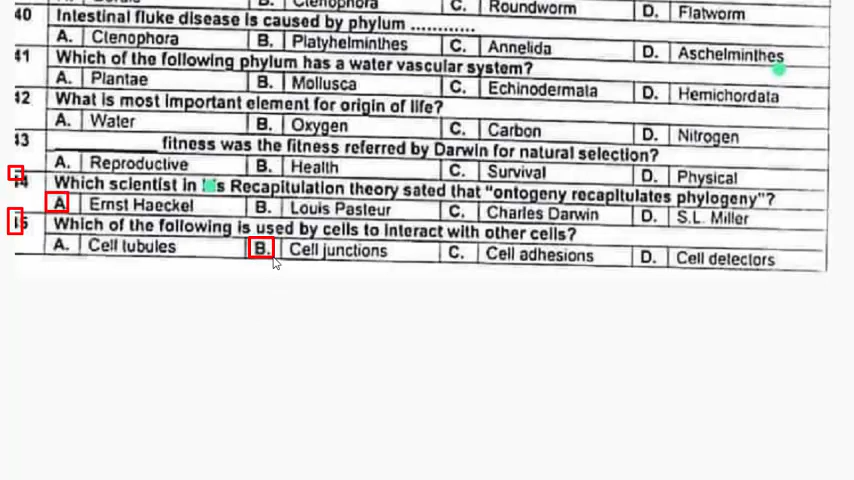 C. Roundworm D. Flatworm
40 Intestinal fluke disease is caused by phylum ............
A. Ctenophora B. Platyhelminthes C. Annelida D. Aschelminthes
41 Which of the following phylum has a water vascular system?
A. Plantae B. Mollusca C. Echinodermata D. Hemichordata
42 What is most important element for origin of life?
A. Water B. Oxygen C. Carbon D. Nitrogen
43 __________ fitness was the fitness referred by Darwin for natural selection?
A. Reproductive B. Health C. Survival D. Physical
Which scientist in Recapitulation theory sated that "ontogeny recapitulates phylogeny"?
A Ernst Haeckel B. Louis Pasteur C. Charles Darwin D. S.L. Miller
Which of the following is used by cells to interact with other cells?
A. Cell tubules B. Cell junctions C. Cell adhesions D. Cell detectors